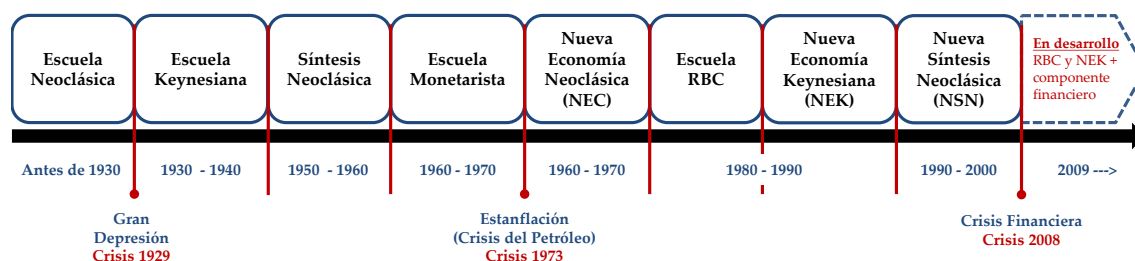 Escuela
Neoclásica
Escuela
Keynesiana
Síntesis
Neoclásica
Escuela
Monetarista
Nueva
Economía
Neoclásica
(NEC)
Escuela
RBC
Nueva
Economía
Keynesiana
(NEK)
Nueva
Síntesis
Neoclásica
(NSN)
En desarrollo
RBC y NEK +
componente
financiero
Antes de 1930
1930 - 1940
1950 - 1960
1960 - 1970
1960 - 1970
1980 - 1990
1990 - 2000
2009 --->
Gran
Depresión
Crisis 1929
Estanflación
(Crisis del Petróleo)
Crisis 1973
Crisis Financiera
Crisis 2008